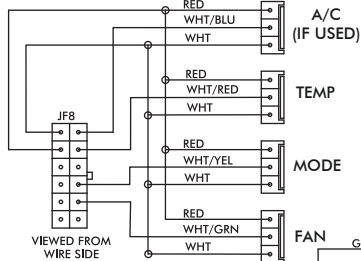 RED
WHT/BLU
WHT
A/C
(IF USED)
RED
WHT/RED
WHT
TEMP
JF8
RED
WHT/YEL
WHT
MODE
RED
WHT/GRN
WHT
FAN
G
VIEWED FROM
WIRE SIDE